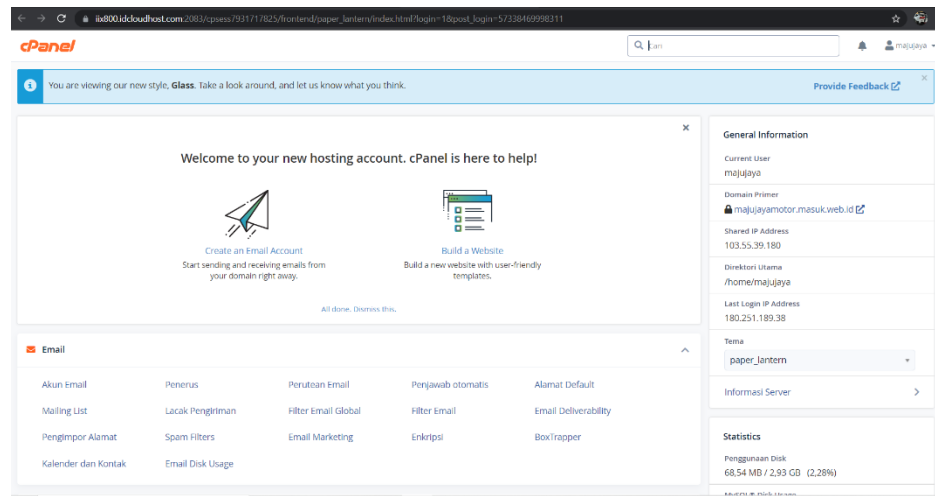 iix800.idcloudhost.com:2083/cpsess7931717825/frontend/paper_lantern/index.html?login=1&post_login=57338469998311
cPanel
Cari
majujaya
You are viewing our new style, Glass. Take a look around, and let us know what you think.
Provide Feedback
Welcome to your new hosting account. cPanel is here to help!
Create an Email Account
Start sending and receiving emails from
your domain right away.
Build a Website
Build a new website with user-friendly
templates.
All done. Dismiss this.
Email
Akun Email
Penerus
Perutean Email
Penjawab otomatis
Alamat Default
Mailing List
Lacak Pengiriman
Filter Email Global
Filter Email
Email Deliverability
Pengimpor Alamat
Spam Filters
Email Marketing
Enkripsi
BoxTrapper
Kalender dan Kontak
Email Disk Usage
General Information
Current User
majujaya
Domain Primer
majujayamotor.masuk.web.id
Shared IP Address
103.55.39.180
Direktori Utama
/home/majujaya
Last Login IP Address
180.251.189.38
Tema
paper_lantern
Informasi Server
Statistics
Penggunaan Disk
68,54 MB / 2,93 GB (2,28%)
MySQL® Disk Usage